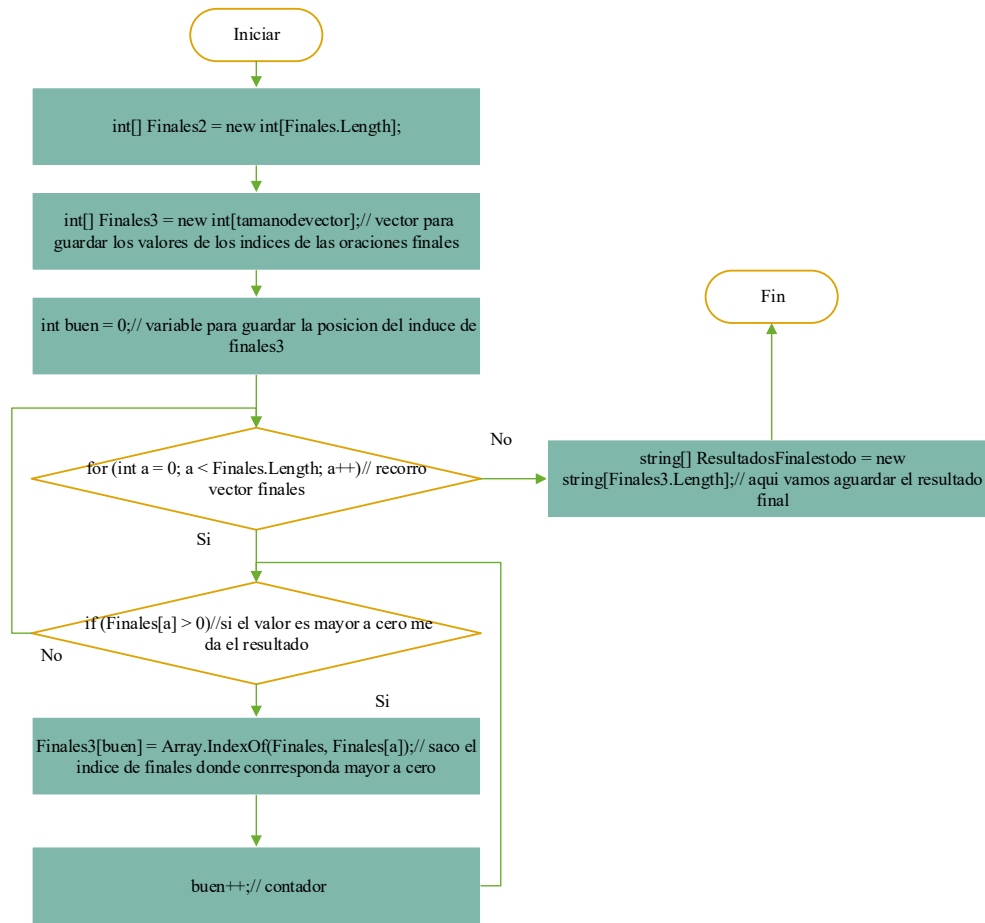 Iniciar
int[] Finales2 = new int[Finales.Length];
int[] Finales3 = new int[tamanodevector];// vector para
guardar los valores de los indices de las oraciones finales
int buen = 0;// variable para guardar la posicion del induce de
finales3
for (int a = 0; a < Finales.Length; a++)// recorro
vector finales
No
string[] ResultadosFinalestodo = new
string[Finales3.Length];// aqui vamos aguardar el resultado
final
Fin
Si
if (Finales[a] > 0)//si el valor es mayor a cero me
da el resultado
No
Si
Finales3[buen] = Array.IndexOf(Finales, Finales[a]);// saco el
indice de finales donde conrresponda mayor a cero
buen++;// contador